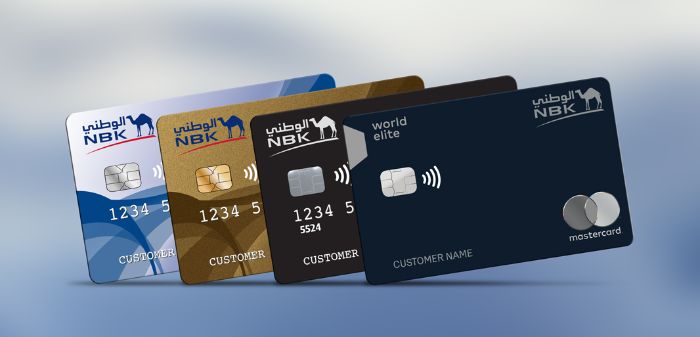 الوطني
NBK
1234 5
CUSTOMER
الوطني
NBK
1234 5
CUSTOMER
الوطني
NBK
1234 5
5524
CUSTOMER
world
elite
الوطني
NBK
mastercard
CUSTOMER NAME